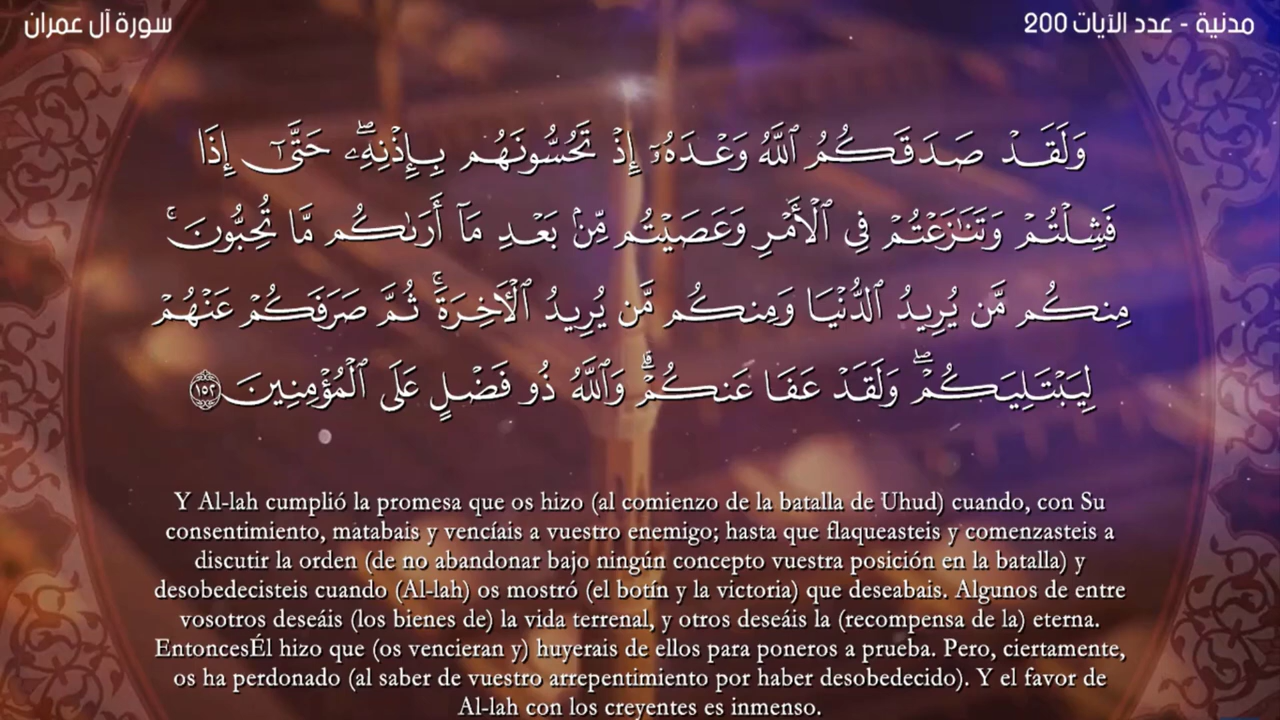 سورة آل عمران
مدنية - عدد الآيات 200
وَلَقَدْ صَدَقَكُمُ ٱللَّهُ وَعْدَهُۥٓ إِذْ تَحُسُّونَهُم بِإِذْنِهِۦۖ حَتَّىٰٓ إِذَا
فَشِلْتُمْ وَتَنَٰزَعْتُمْ فِى ٱلْأَمْرِ وَعَصَيْتُم مِّنۢ بَعْدِ مَآ أَرَىٰكُم مَّا تُحِبُّونَۚ
مِنكُم مَّن يُرِيدُ ٱلدُّنْيَا وَمِنكُم مَّن يُرِيدُ ٱلْأَخِرَةَۚ ثُمَّ صَرَفَكُمْ عَنْهُمْ
لِيَبْتَلِيَكُمْۖ وَلَقَدْ عَفَا عَنكُمْۗ وَٱللَّهُ ذُو فَضْلٍ عَلَى ٱلْمُؤْمِنِينَ ١٥٢
Y Al-lah cumplió la promesa que os hizo (al comienzo de la batalla de Uhud) cuando, con Su
consentimiento, matabais y vencíais a vuestro enemigo; hasta que flaqueasteis y comenzasteis a
discutir la orden (de no abandonar bajo ningún concepto vuestra posición en la batalla) y
desobedecisteis cuando (Al-lah) os mostró (el botín y la victoria) que deseabais. Algunos de entre
vosotros deseáis (los bienes de) la vida terrenal, y otros deseáis la (recompensa de la) eterna.
EntoncesÉl hizo que (os vencieran y) huyerais de ellos para poneros a prueba. Pero, ciertamente,
os ha perdonado (al saber de vuestro arrepentimiento por haber desobedecido). Y el favor de
Al-lah con los creyentes es inmenso.